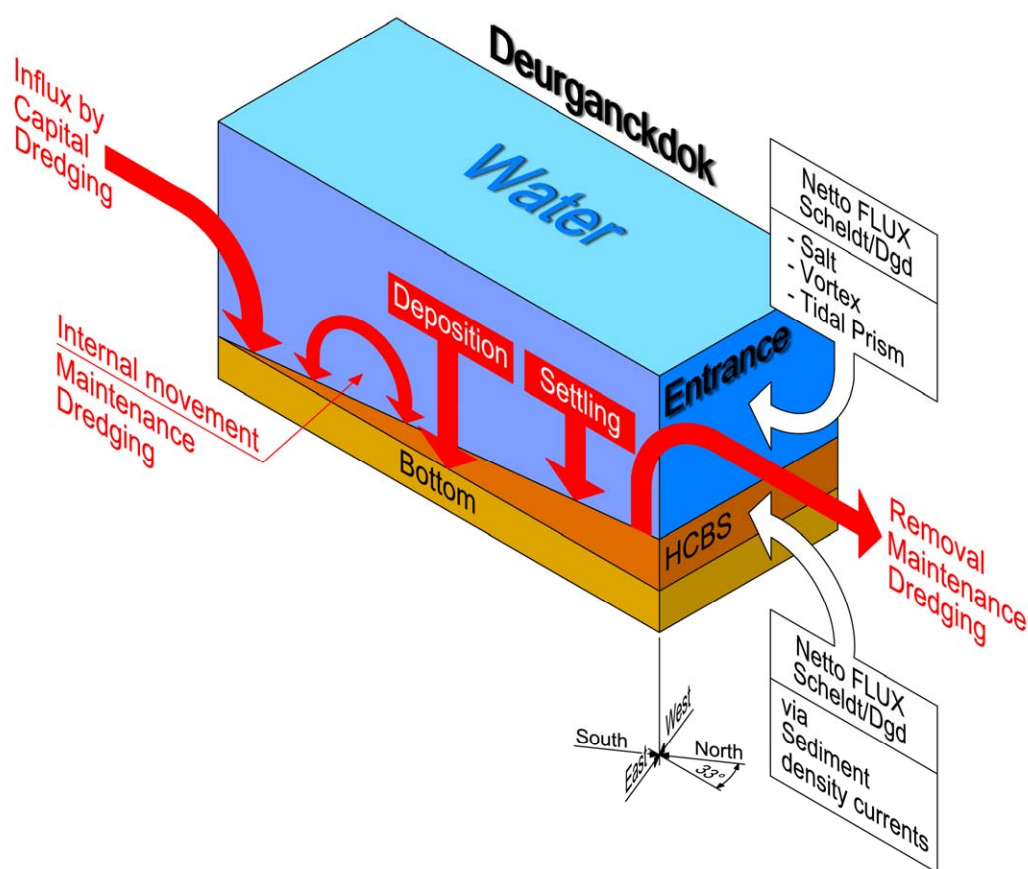 Deurganckdok
Water
Influx by
Capital
Dredging
Netto FLUX
Scheldt/Dgd
- Salt
- Vortex
- Tidal Prism
Deposition
Settling
Entrance
Internal movement
Maintenance
Dredging
Bottom
HCBS
Removal
Maintenance
Dredging
Netto FLUX
Scheldt/Dgd
via
Sediment
density currents
West
South
North
East
33°